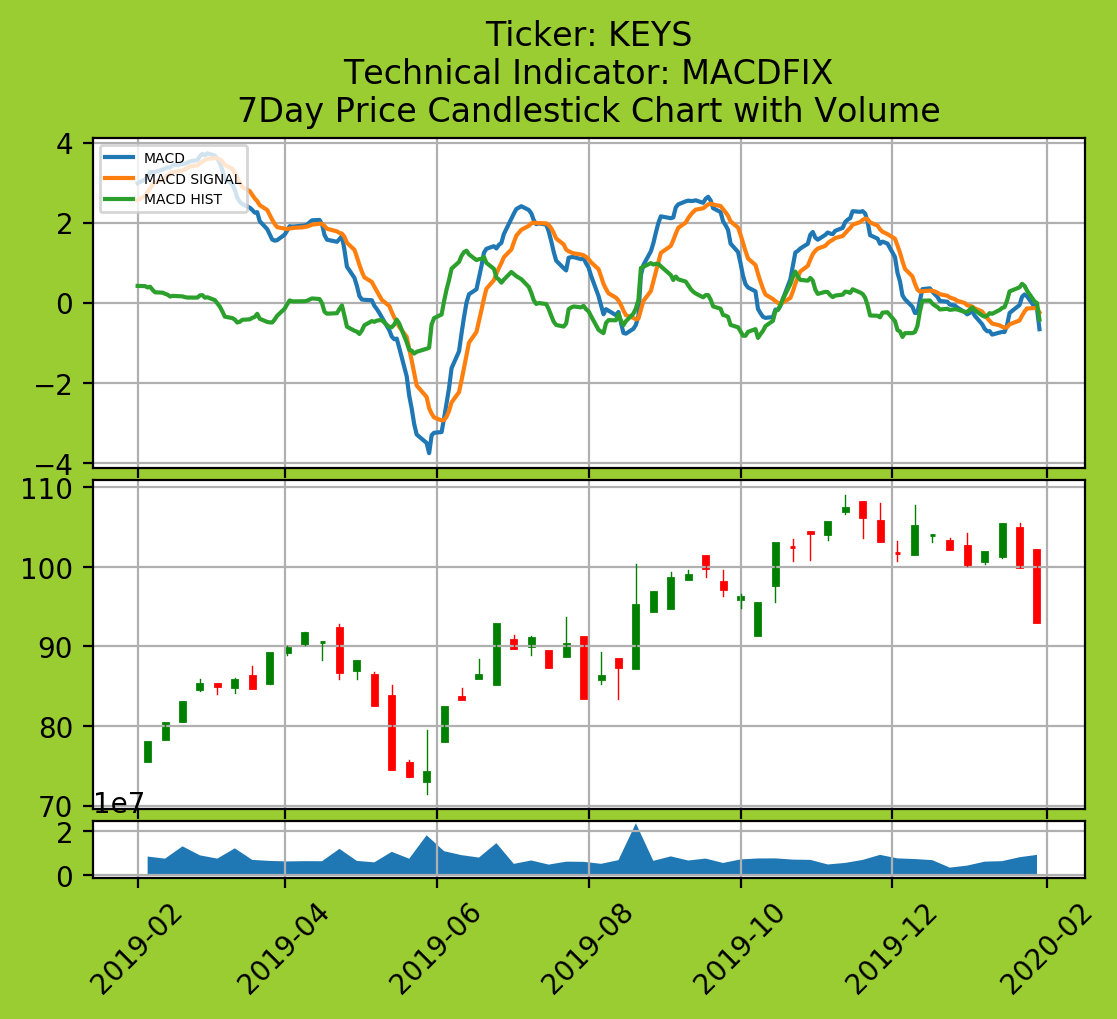 Ticker: KEYS
Technical Indicator: MACDFIX
7Day Price Candlestick Chart with Volume
4
2
0
−2
−4
MACD
MACD SIGNAL
MACD HIST
110
100
90
80
70
1e7
2
0
2019-02
2019-04
2019-06
2019-08
2019-10
2019-12
2020-02